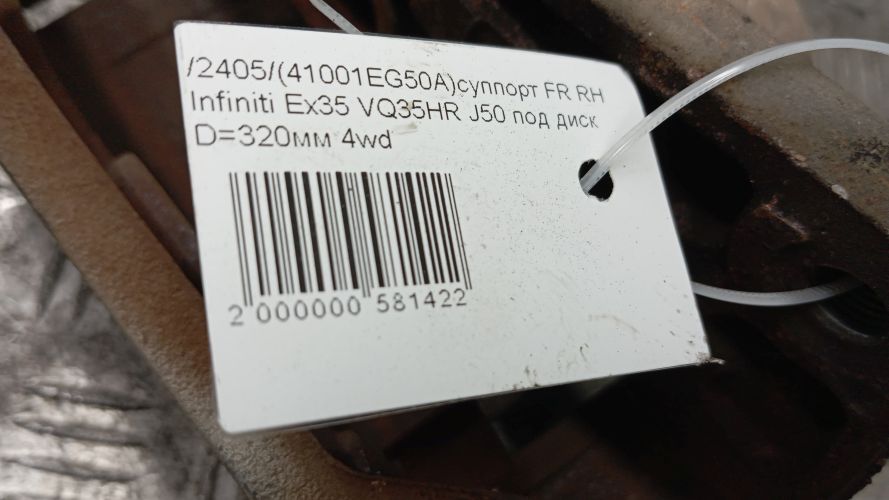 /2405/(41001EG50A)суппорт FR RH
Infiniti Ex35 VQ35HR J50 под диск
D=320мм 4wd
2 000000 581422